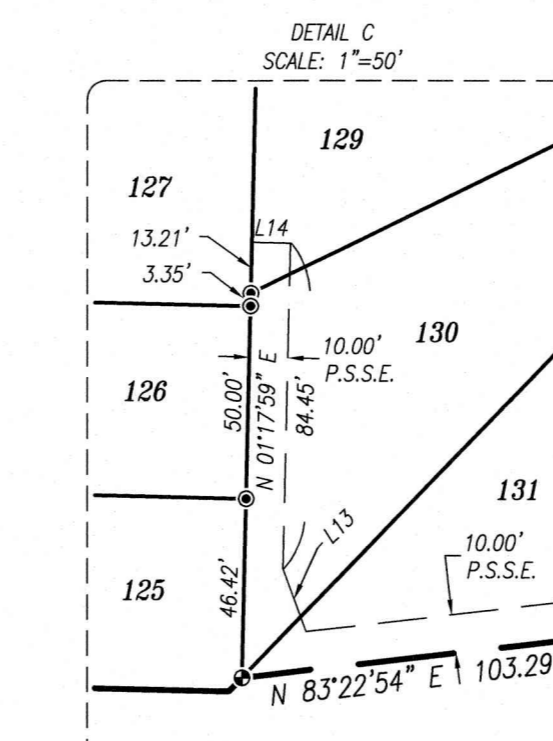 DETAIL C
SCALE: 1"=50'
129
127
L14
13.21'
3.35'
10.00'
P.S.S.E.
130
126
50.00'
N 01°17'59" E
84.45'
131
L13
10.00'
P.S.S.E.
125
46.42'
N 83°22'54" E
103.29